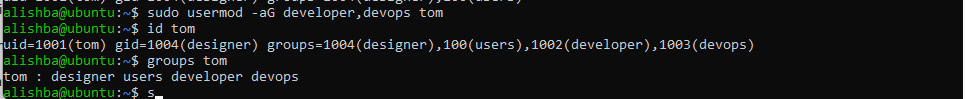 alishba@ubuntu:~$ sudo usermod -aG developer,devops tom
alishba@ubuntu:~$ id tom
uid=1001(tom) gid=1004(designer) groups=1004(designer),100(users),1002(developer),1003(devops)
alishba@ubuntu:~$ groups tom
tom : designer users developer devops
alishba@ubuntu:~$ s